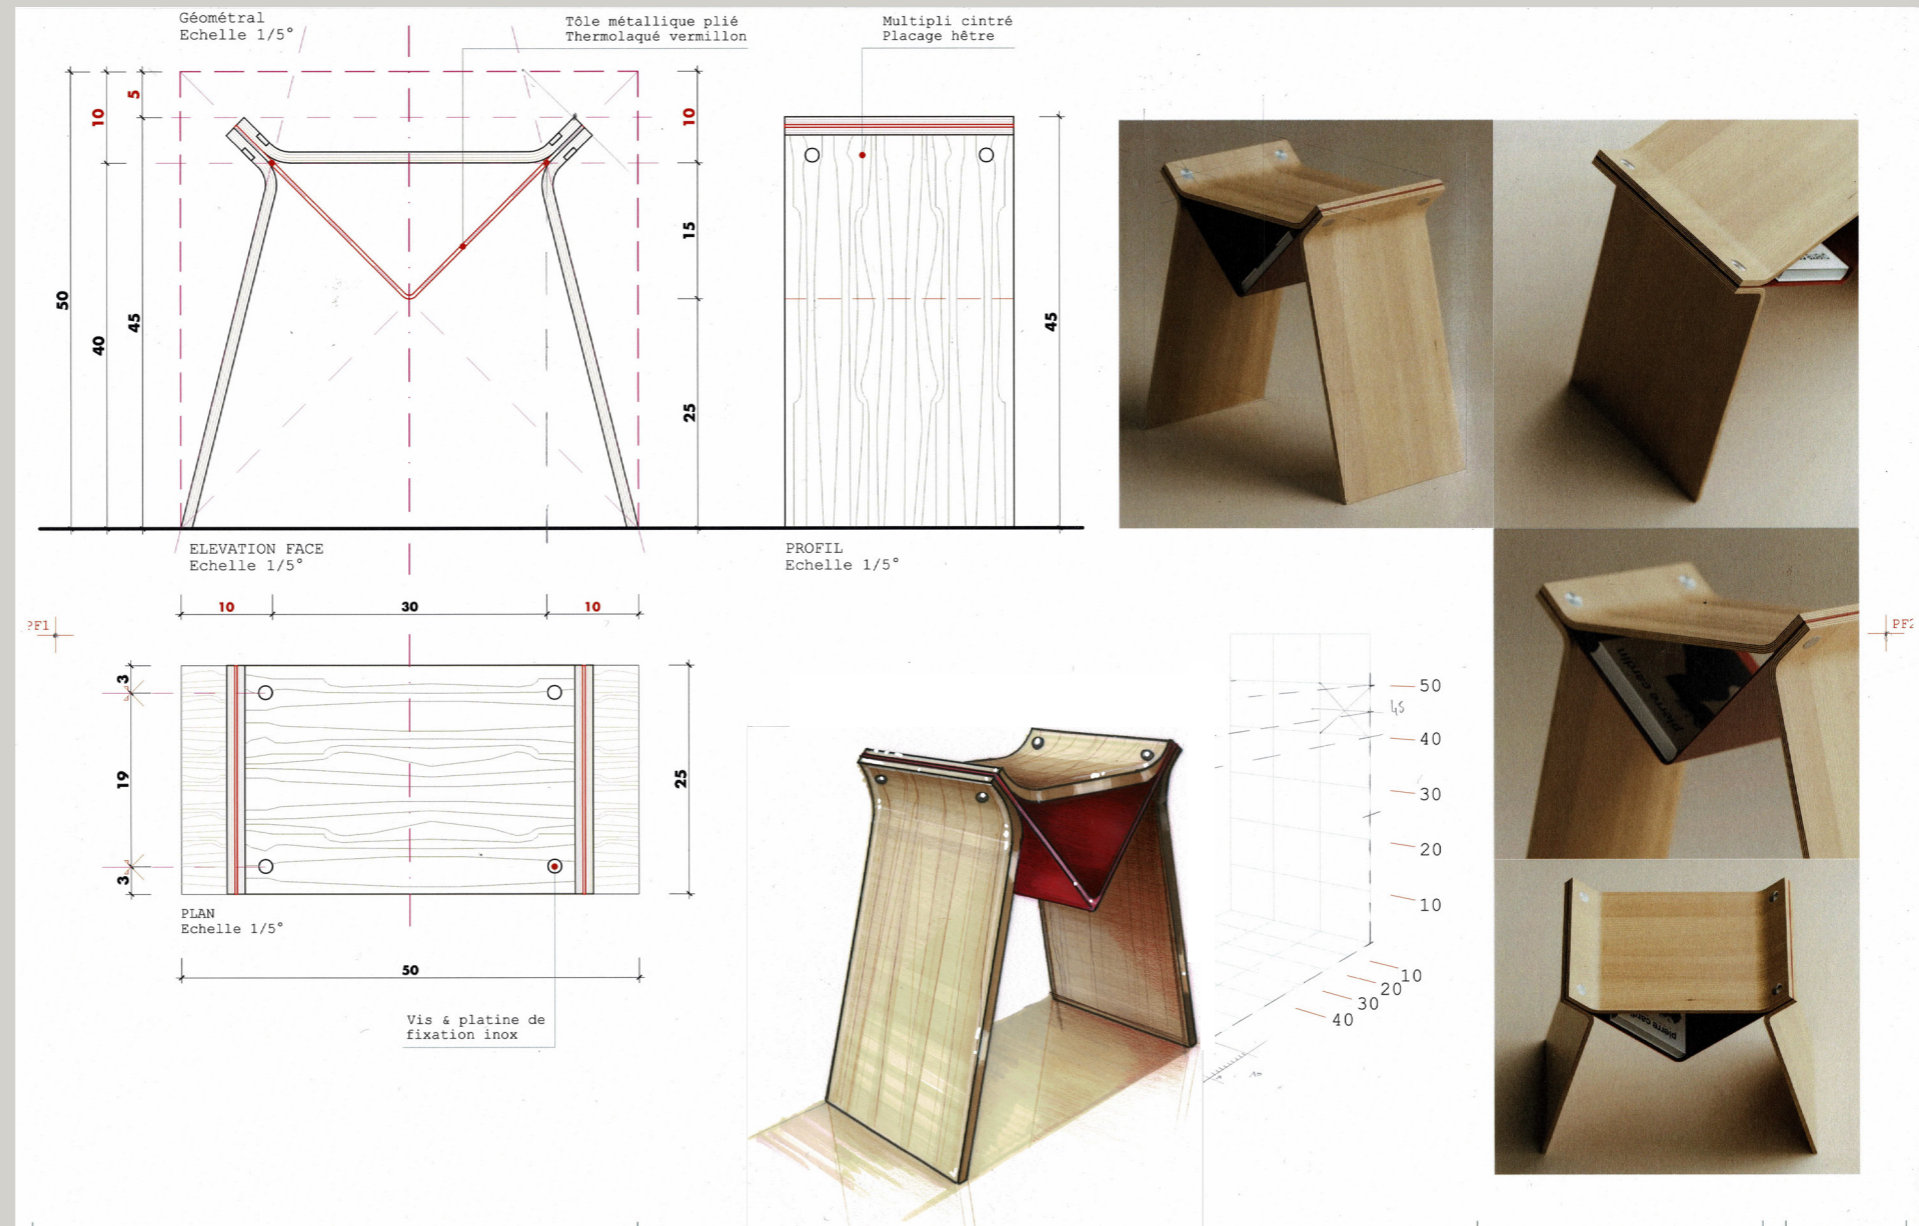 Géométral
Echelle 1/5°
Tôle métallique plié
Thermolaqué vermillon
Multipli cintré
Placage hêtre
5
10
50
40
45
10
15
25
45
ELEVATION FACE
Echelle 1/5°
PROFIL
Echelle 1/5°
10
30
10
PF1
PF2
3
19
3
25
PLAN
Echelle 1/5°
50
Vis & platine de
fixation inox
50
45
40
30
20
10
10
20
30
40
pierre cardin